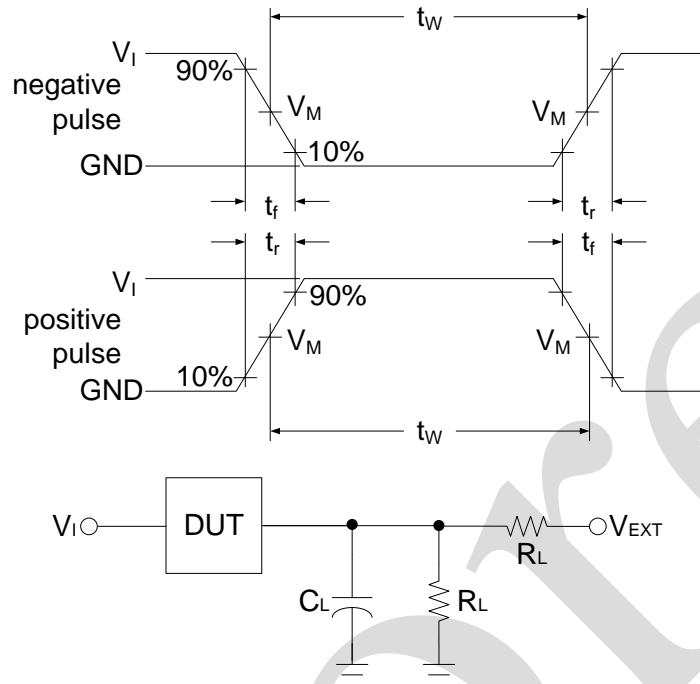 tW
VI
90%
negative
pulse
VM
VM
10%
GND
tf
tr
tr
tf
VI
90%
positive
pulse
VM
VM
10%
GND
tW
VI
DUT
VEXT
RL
CL
RL